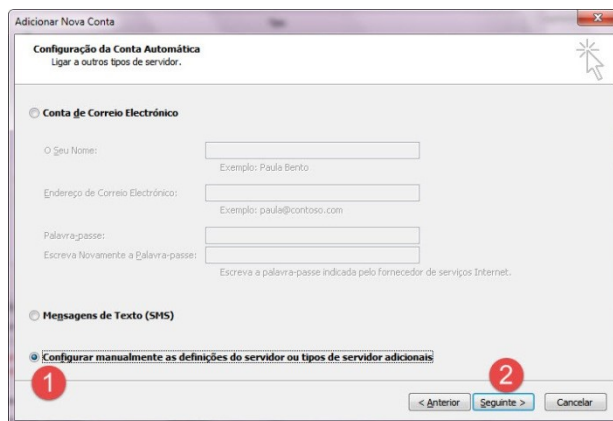 Adicionar Nova Conta
Configuração da Conta Automática
Ligar a outros tipos de servidor.
Conta de Correio Electrónico
O Seu Nome:
Exemplo: Paula Bento
Endereço de Correio Electrónico:
Exemplo: paula@contoso.com
Palavra-passe:
Escreva Novamente a Palavra-passe:
Escreva a palavra-passe indicada pelo fornecedor de serviços Internet.
Mensagens de Texto (SMS)
Configurar manualmente as definições do servidor ou tipos de servidor adicionais
1
2
< Anterior Seguinte > Cancelar